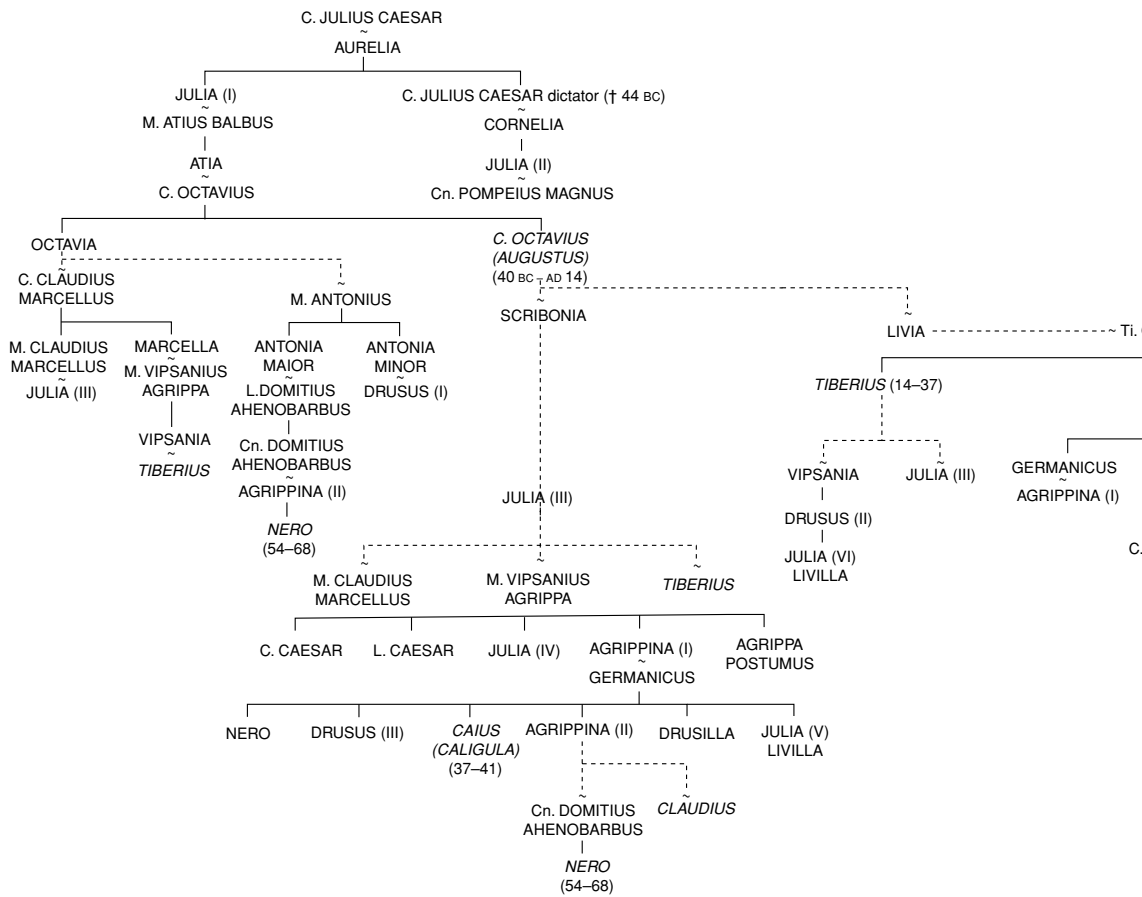 C. JULIUS CAESAR
~
AURELIA
JULIA (I)
~
M. ATIUS BALBUS
C. JULIUS CAESAR dictator († 44 BC)
~
CORNELIA
ATIA
~
C. OCTAVIUS
JULIA (II)
~
Cn. POMPEIUS MAGNUS
OCTAVIA
~
C. CLAUDIUS
MARCELLUS
~
M. ANTONIUS
C. OCTAVIUS
(AUGUSTUS)
(40 BC – AD 14)
~
SCRIBONIA
~
LIVIA
~ Ti.
M. CLAUDIUS
MARCELLUS
~
JULIA (III)
MARCELLA
~
M. VIPSANIUS
AGRIPPA
VIPSANIA
~
TIBERIUS
ANTONIA
MAIOR
~
L.DOMITIUS
AHENOBARBUS
Cn. DOMITIUS
AHENOBARBUS
~
AGRIPPINA (II)
NERO
(54–68)
ANTONIA
MINOR
~
DRUSUS (I)
TIBERIUS (14–37)
~
VIPSANIA
DRUSUS (II)
JULIA (VI)
LIVILLA
~
JULIA (III)
GERMANICUS
~
AGRIPPINA (I)
C.
JULIA (III)
~
M. CLAUDIUS
MARCELLUS
~
M. VIPSANIUS
AGRIPPA
~
TIBERIUS
C. CAESAR
L. CAESAR
JULIA (IV)
AGRIPPINA (I)
~
GERMANICUS
AGRIPPA
POSTUMUS
NERO
DRUSUS (III)
CAIUS
(CALIGULA)
(37–41)
AGRIPPINA (II)
DRUSILLA
JULIA (V)
LIVILLA
~
Cn. DOMITIUS
AHENOBARBUS
~
CLAUDIUS
NERO
(54–68)